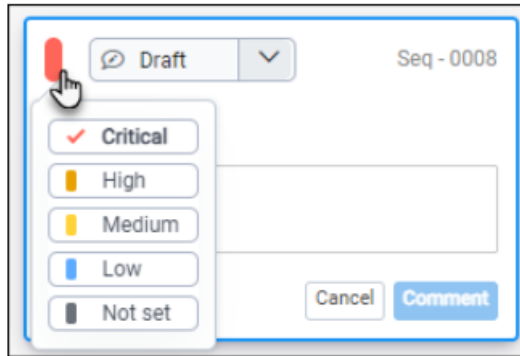 Draft
Seq - 0008
Critical
High
Medium
Low
Not set
Cancel
Comment